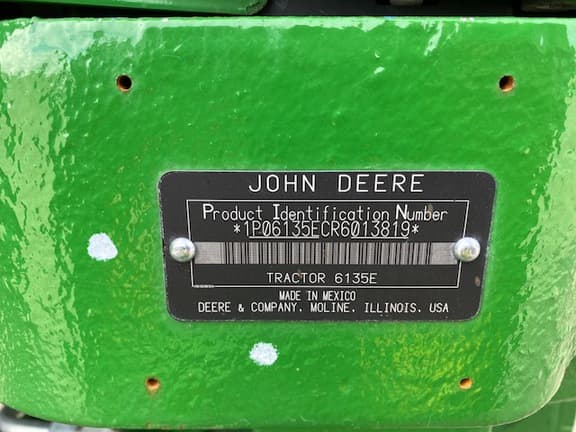 JOHN DEERE
Product Identification Number
*1P06135ECR6013819*
TRACTOR 6135E
MADE IN MEXICO
DEERE & COMPANY, MOLINE, ILLINOIS, USA